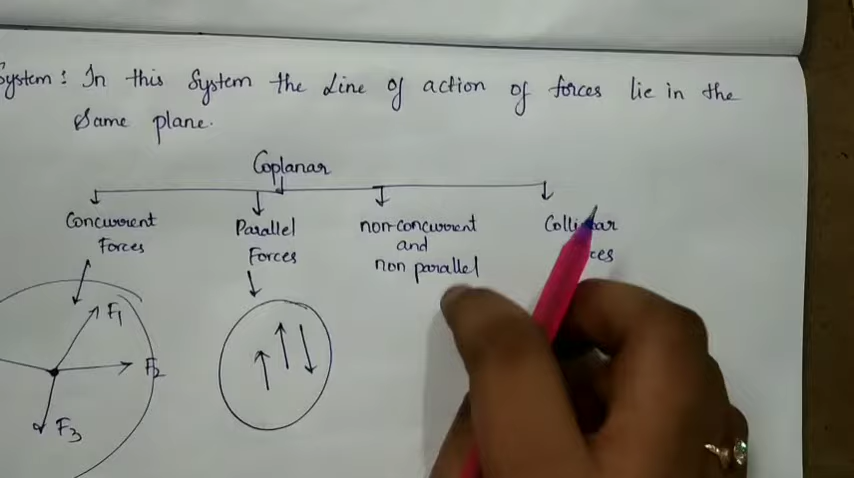 System: In this System the Line of action of forces lie in the
Same plane.
Coplanar
Concurrent
Forces
Parallel
Forces
non-concurrent
and
non parallel
F1
F2
F3